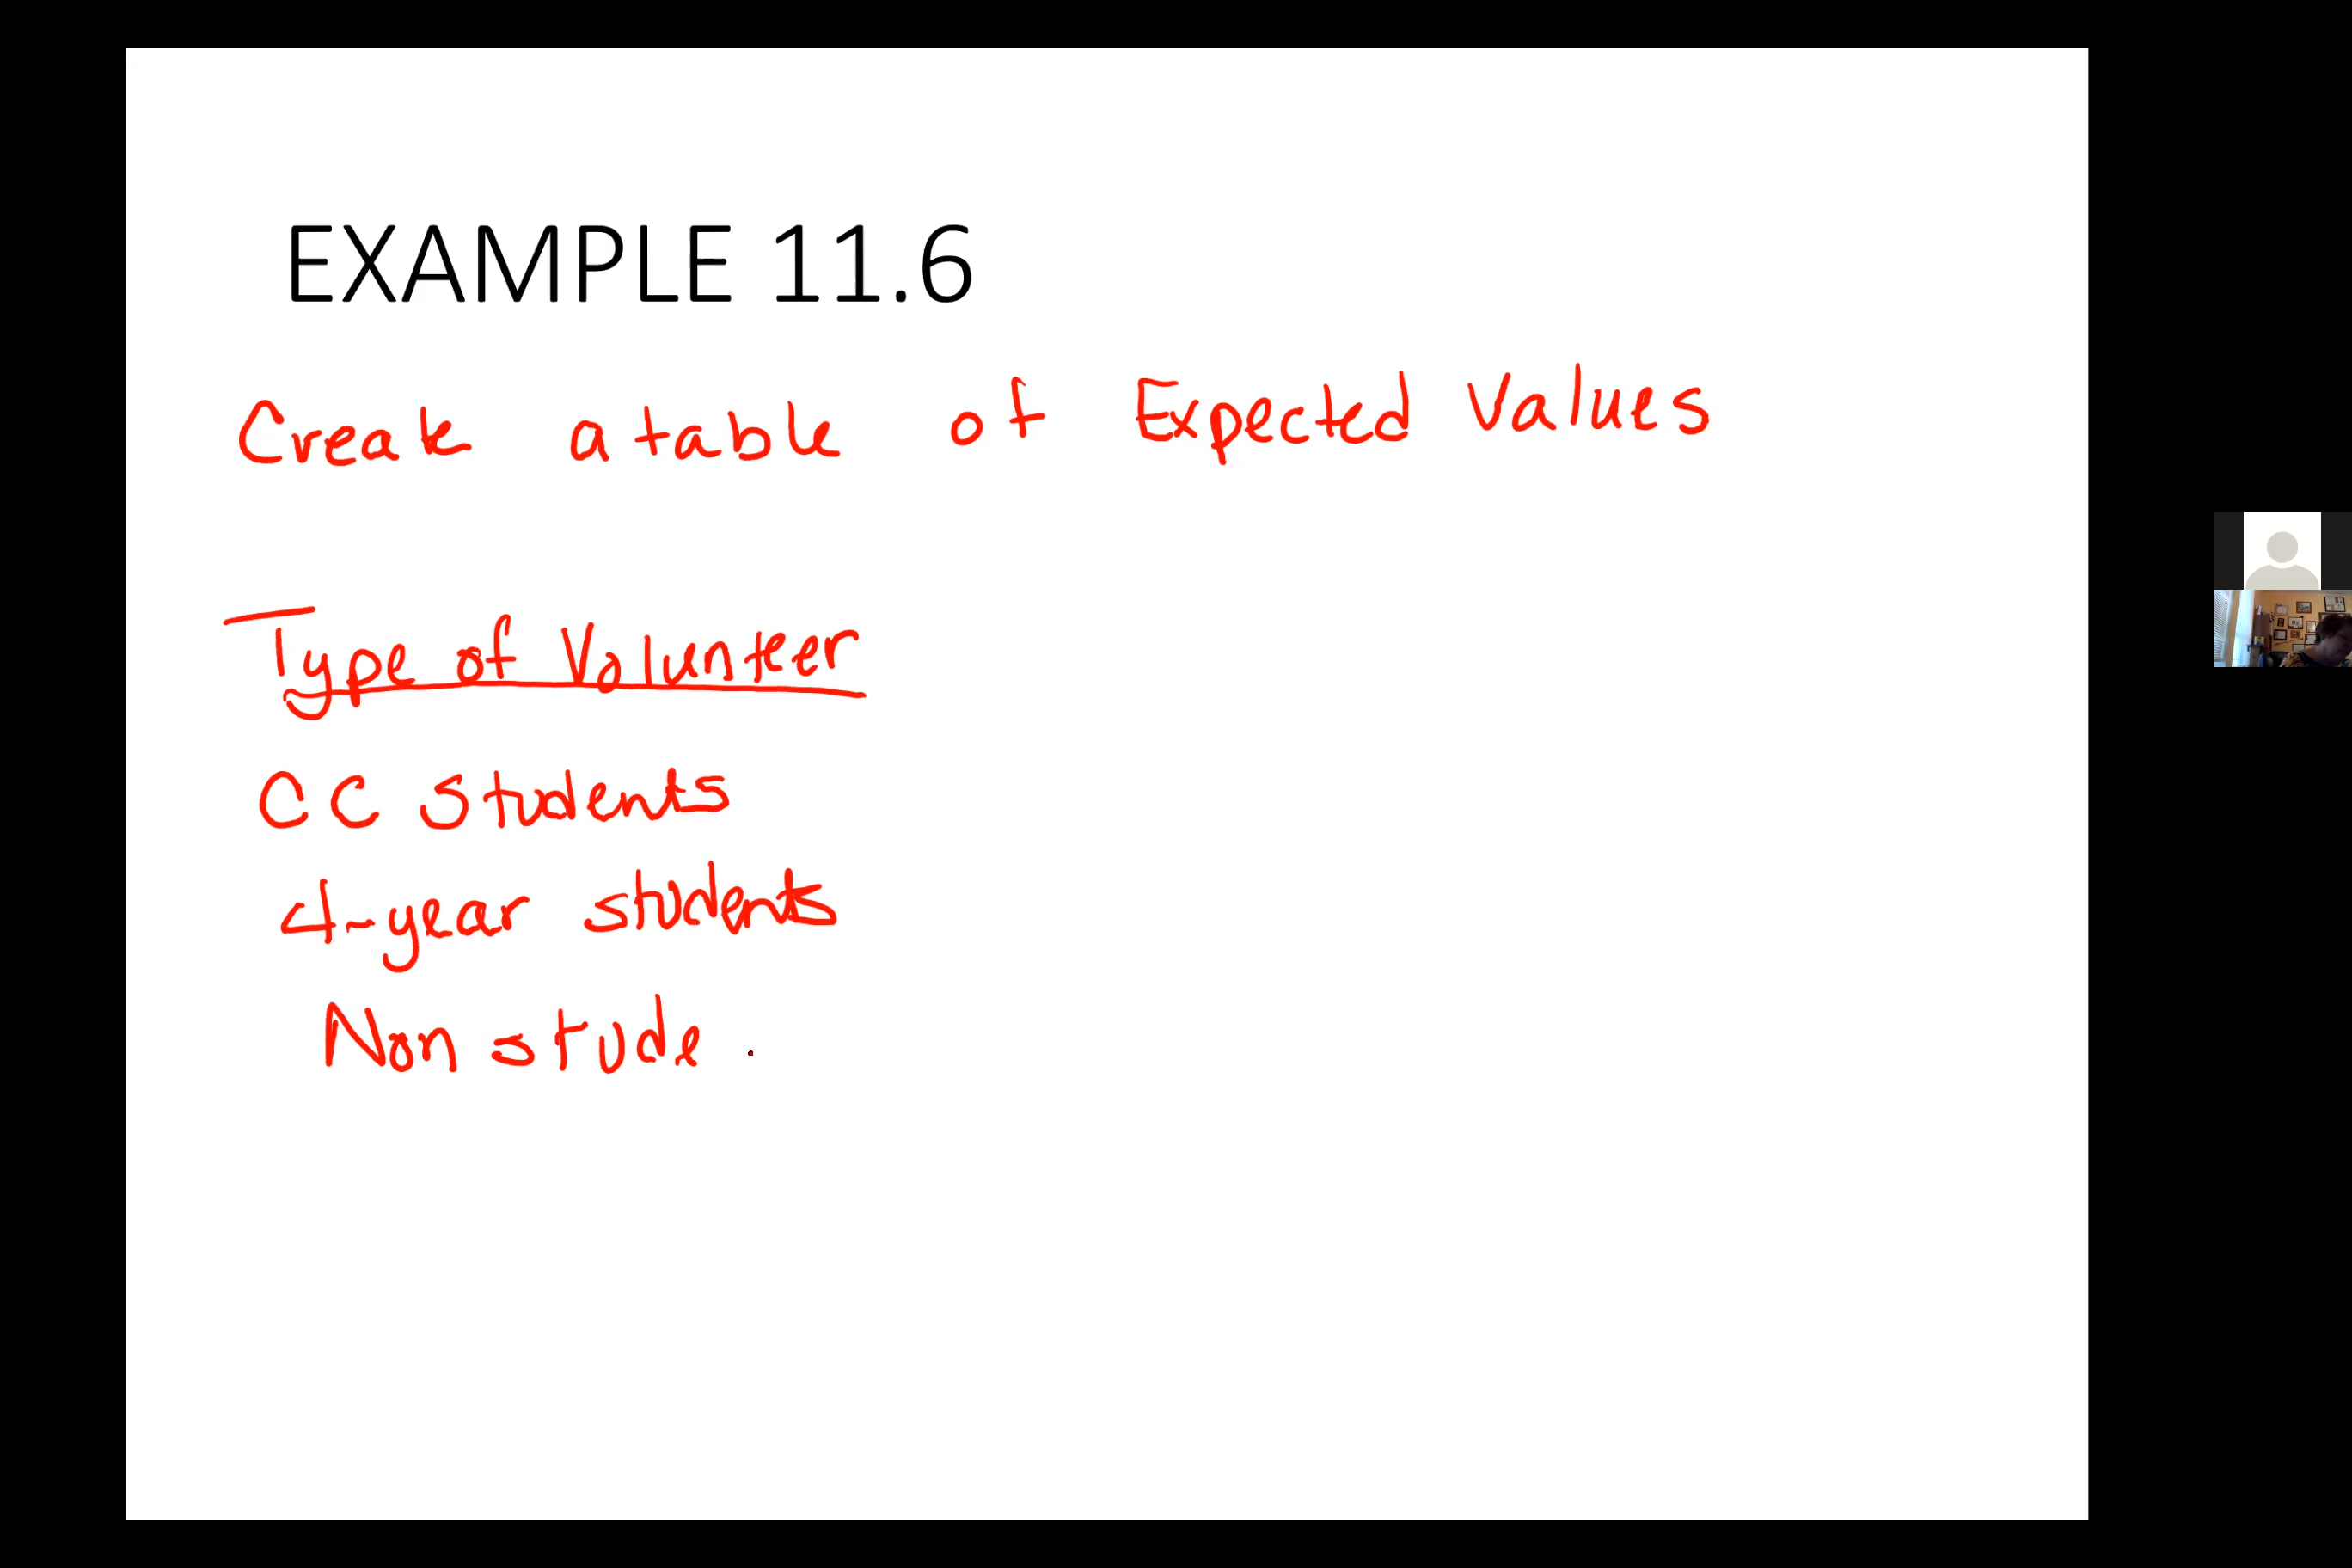 EXAMPLE 11.6
Create a table of Expected Values
Type of Volunteer
CC Students
4-year students
Non stude